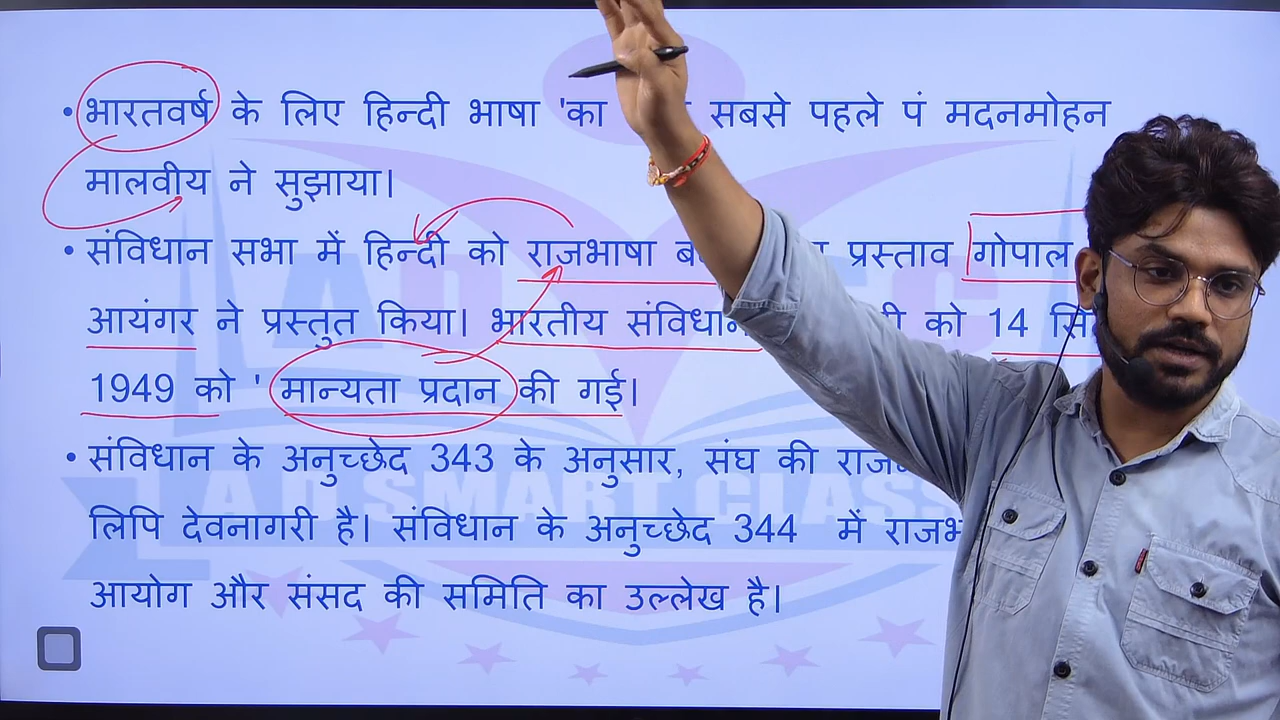 • भारतवर्ष के लिए हिन्दी भाषा 'का सबसे पहले पं मदनमोहन
मालवीय ने सुझाया।
• संविधान सभा में हिन्दी को राजभाषा प्रस्ताव गोपाल
आयंगर ने प्रस्तुत किया। भारतीय संविधान को 14
1949 को ' मान्यता प्रदान की गई।
• संविधान के अनुच्छेद 343 के अनुसार, संघ की
लिपि देवनागरी है। संविधान के अनुच्छेद 344 में
आयोग और संसद की समिति का उल्लेख है।